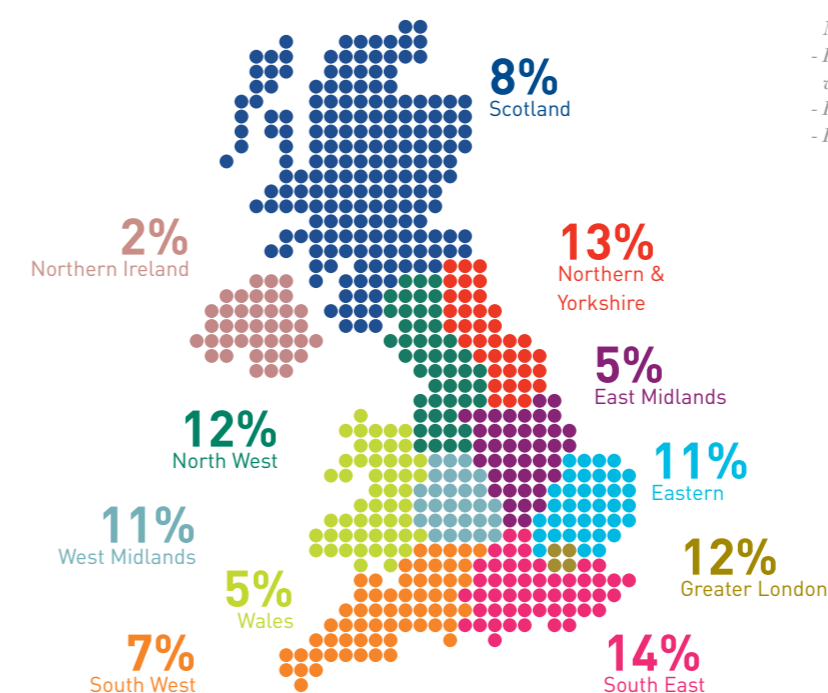 8%
Scotland
2%
Northern Ireland
13%
Northern &
Yorkshire
5%
East Midlands
12%
North West
11%
Eastern
11%
West Midlands
12%
Greater London
5%
Wales
7%
South West
14%
South East